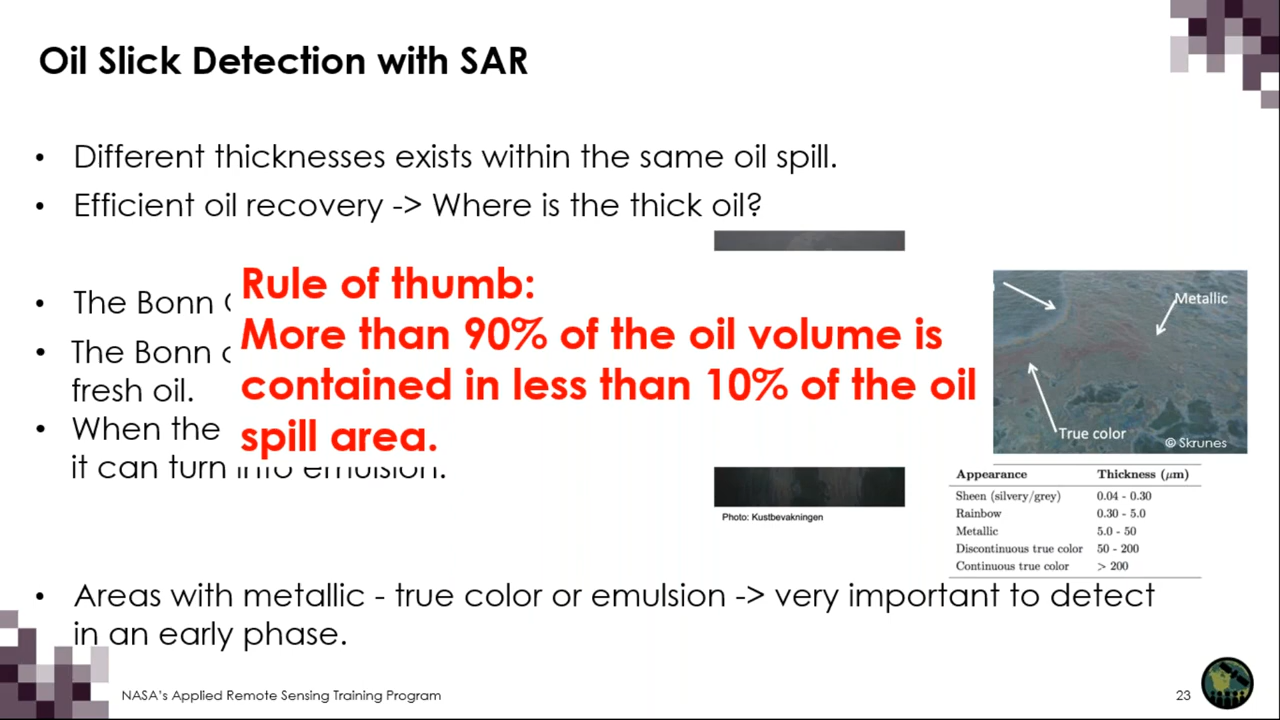 Oil Slick Detection with SAR
• Different thicknesses exists within the same oil spill.
• Efficient oil recovery -> Where is the thick oil?
• The Bonn
• The Bonn
fresh oil.
• When the
it can turn into emulsion.
Rule of thumb:
More than 90% of the oil volume is
contained in less than 10% of the oil
spill area.
Metallic
True color
© Skrunes
Photo: Kustbevakningen
Appearance Thickness (μm)
Sheen (silvery/grey) 0.04 - 0.30
Rainbow 0.30 - 5.0
Metallic 5.0 - 50
Discontinuous true color 50 - 200
Continuous true color > 200
• Areas with metallic - true color or emulsion -> very important to detect
in an early phase.
NASA's Applied Remote Sensing Training Program
23